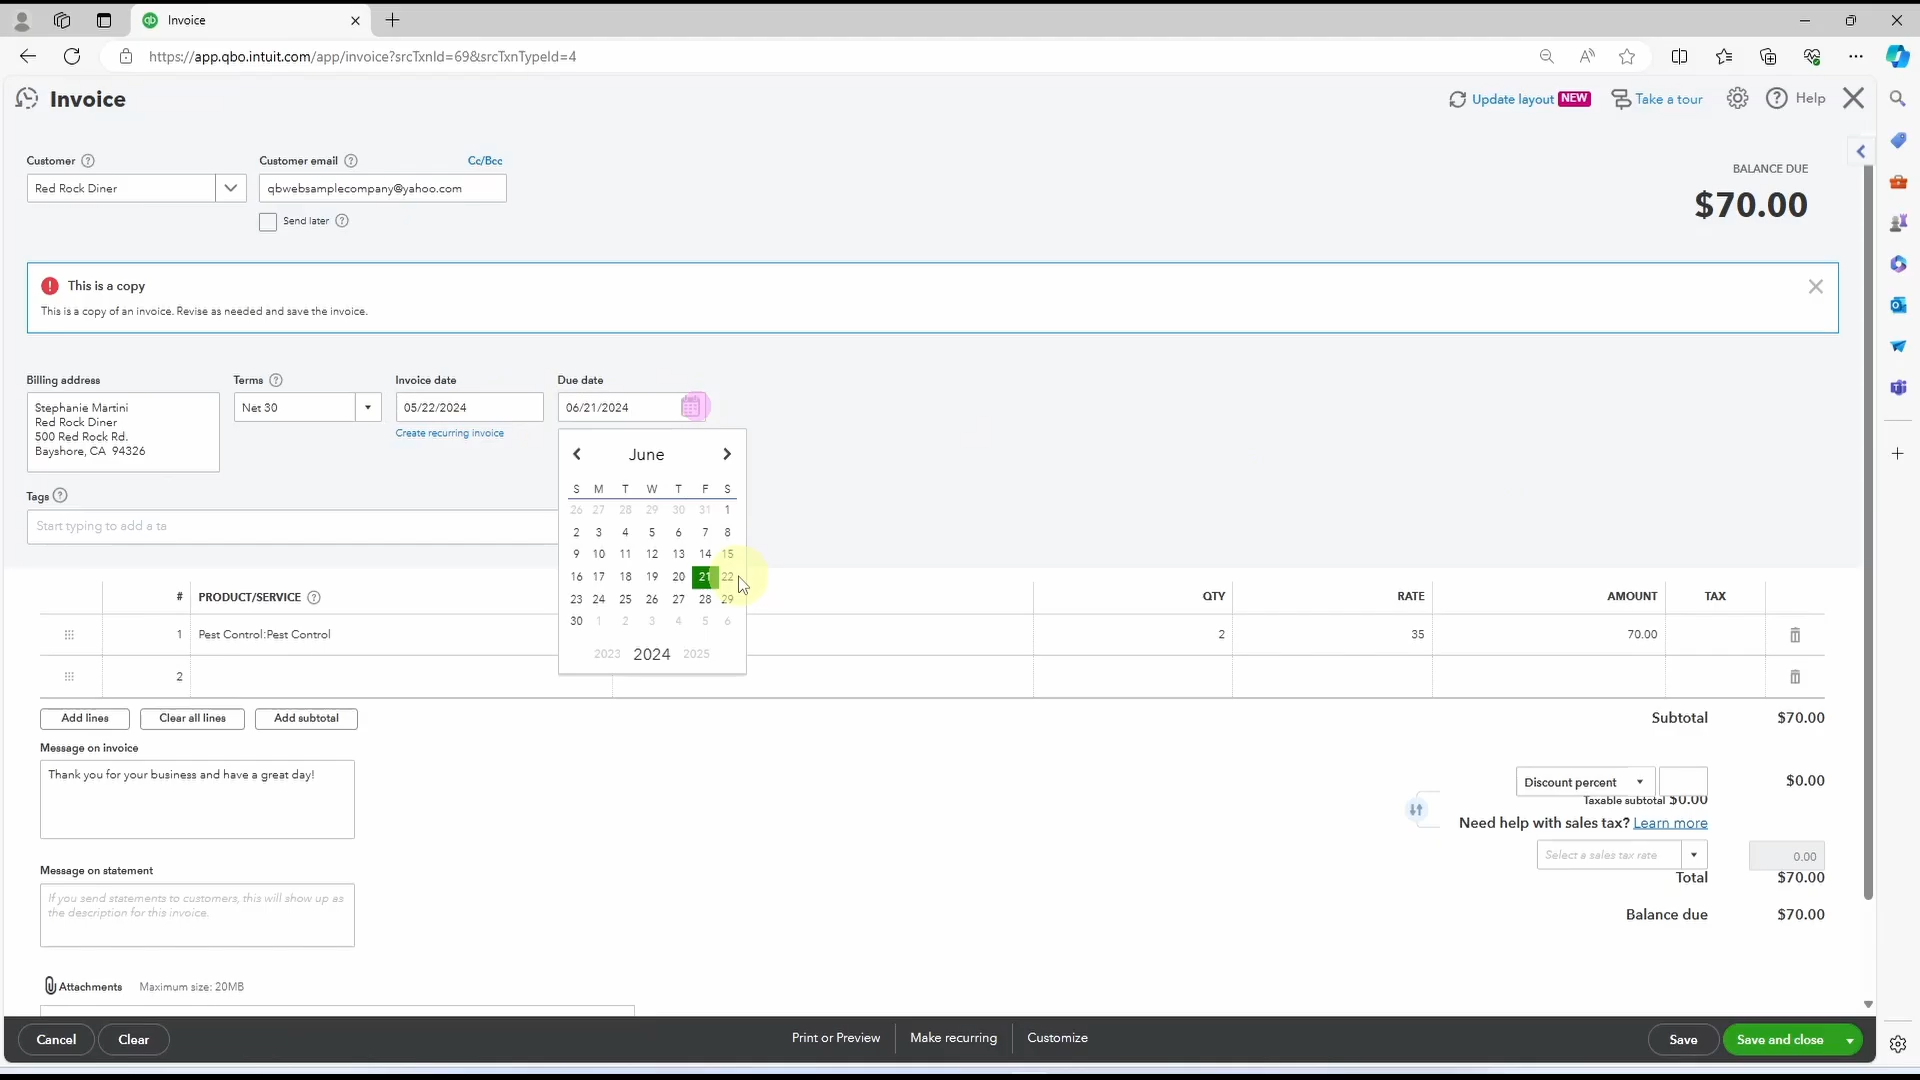 Invoice
https://app.qbo.intuit.com/app/invoice?srcTxnId=69&srcTxnTypeId=4
Invoice
Update layout NEW
Take a tour
Help
Customer
Customer email
Cc/Bcc
Red Rock Diner
qbwebsamplecompany@yahoo.com
Send later
BALANCE DUE
$70.00
This is a copy
This is a copy of an invoice. Revise as needed and save the invoice.
Billing address
Stephanie Martini
Red Rock Diner
500 Red Rock Rd.
Bayshore, CA 94326
Terms
Net 30
Invoice date
05/22/2024
Create recurring invoice
Due date
06/21/2024
June
S M T W T F S
26 27 28 29 30 31 1
2 3 4 5 6 7 8
9 10 11 12 13 14 15
16 17 18 19 20 21 22
23 24 25 26 27 28 29
30 1 2 3 4 5 6
2023 2024 2025
Tags
Start typing to add a ta
# PRODUCT/SERVICE QTY RATE AMOUNT TAX
1 Pest Control:Pest Control 2 35 70.00
2
Add lines
Clear all lines
Add subtotal
Subtotal $70.00
Message on invoice
Thank you for your business and have a great day!
Discount percent $0.00
Taxable subtotal $0.00
Need help with sales tax? Learn more
Select a sales tax rate 0.00
Total $70.00
Message on statement
If you send statements to customers, this will show up as
the description for this invoice.
Balance due $70.00
Attachments Maximum size: 20MB
Cancel
Clear
Print or Preview
Make recurring
Customize
Save
Save and close